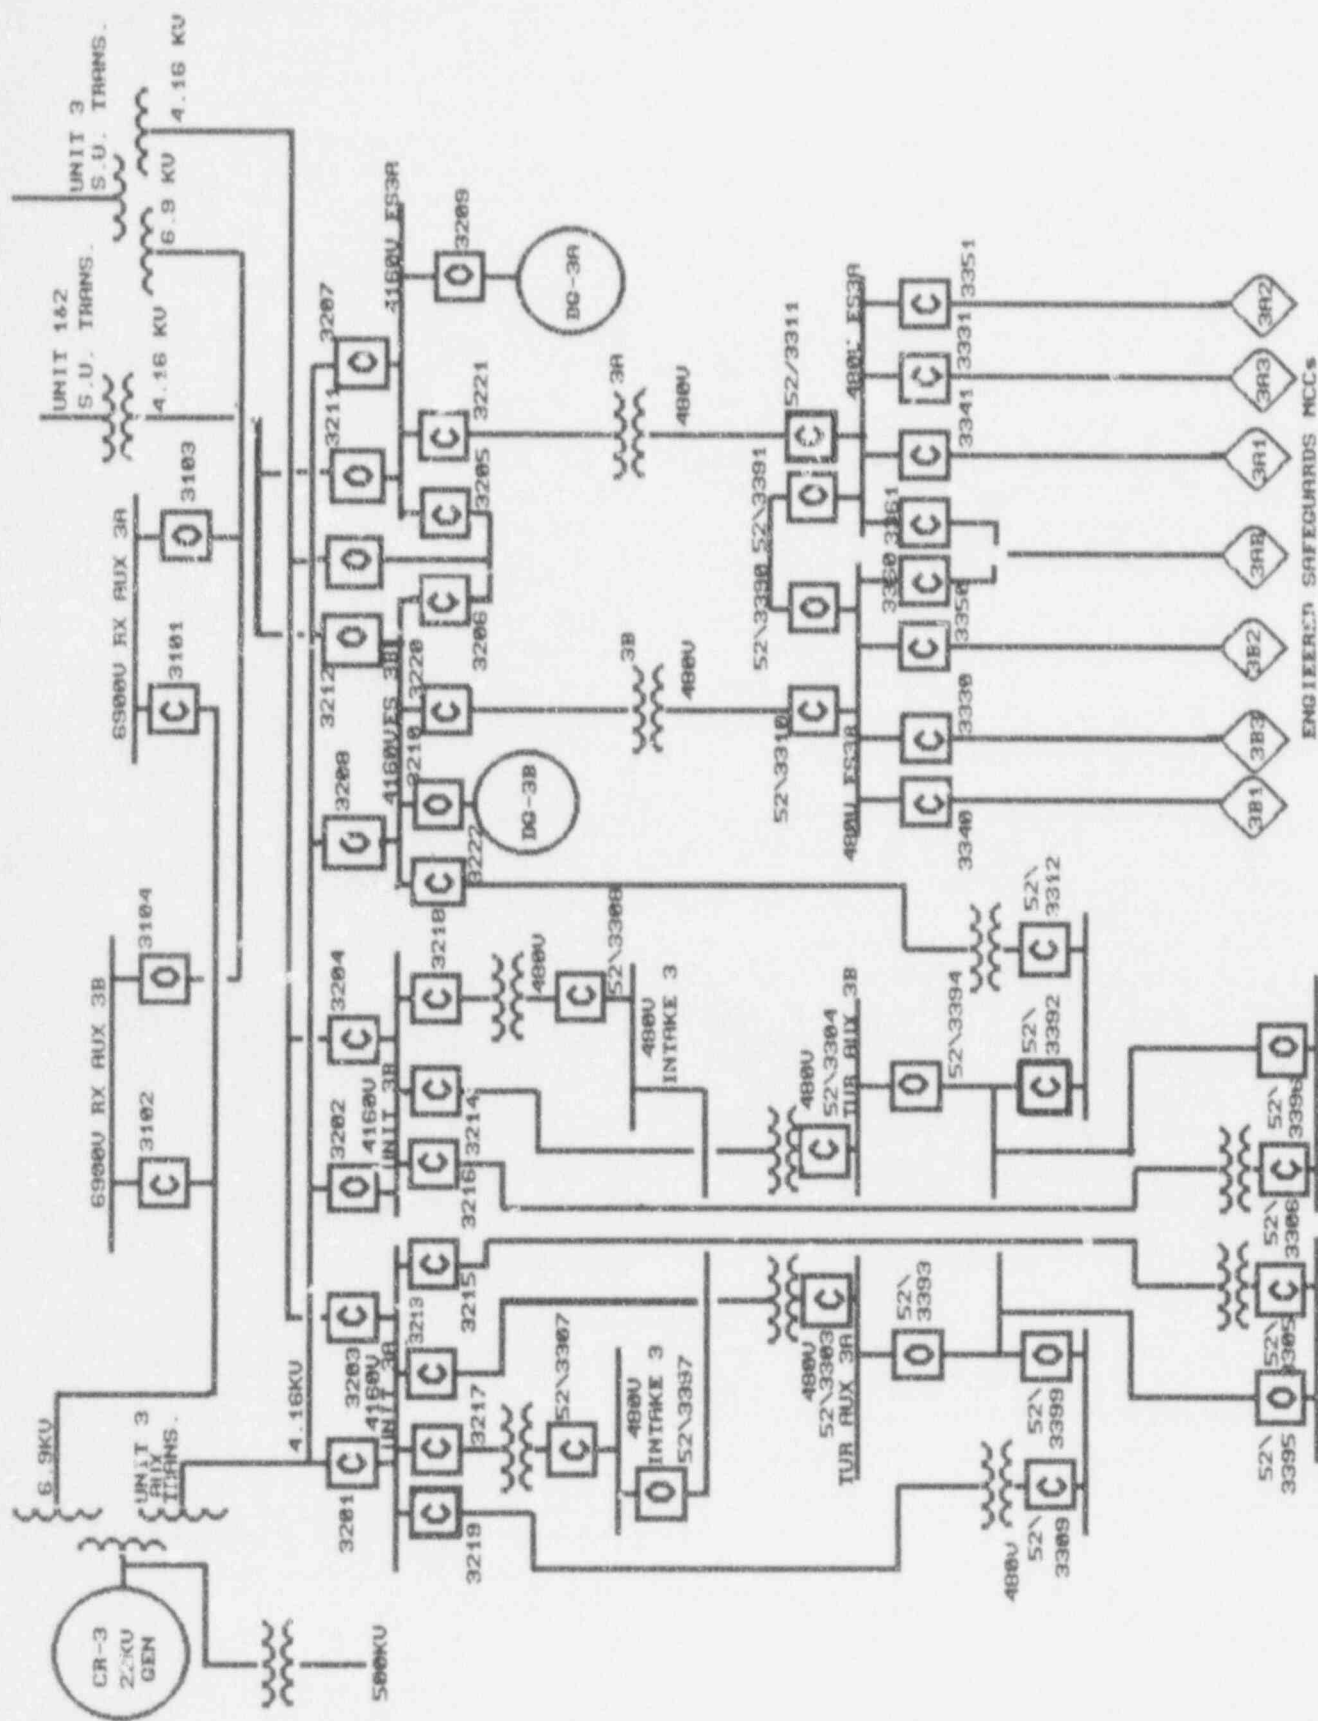 CR-3
22KV
GEN
500KV
6.9KV
UNIT 3
AUX
TRANS.
4.16KV
6900V RX AUX 3B
3102
3104
6900V RX AUX 3A
3101
3103
UNIT 1&2
S.U. TRANS.
4.16 KV
UNIT 3
S.U. TRANS.
6.9 KV
4.16 KV
3201
C
3203
C
3202
O
3204
C
3208
O
3212
O
O
3211
O
3207
O
4160V
UNIT 3A
4160V
UNIT 3B
4160VES 3B
4160V ES3A
3219
C
3217
C
3213
C
3215
C
3216
C
3214
C
3218
C
3222
C
3210
O
3220
C
3206
C
3205
C
3221
C
3209
O
DG-3B
DG-3A
52\3307
C
480V
INTAKE 3
52\3397
O
480V
52\3308
C
480V
INTAKE 3
3B
480V
3A
480V
480V
52\3303
C
TUR AUX 3A
480V
52\3304
C
TUR AUX 3B
52\3310
C
52\3390
O
52\3391
O
52/3311
C
480V ES3B
480V ES3A
52\
3393
O
52\3394
O
3340
C
3330
C
3350
C
3360
C
3361
C
3341
C
3331
C
3351
C
480V
52\
3309
C
52\
3399
O
52\
3392
C
52\
3312
C
52\
3395
O
52\
3305
C
52\
3306
C
52\
3396
O
3B1
3B3
3B2
3AB
3A1
3A3
3A2
ENGIEERED SAFEGUARDS MCCs